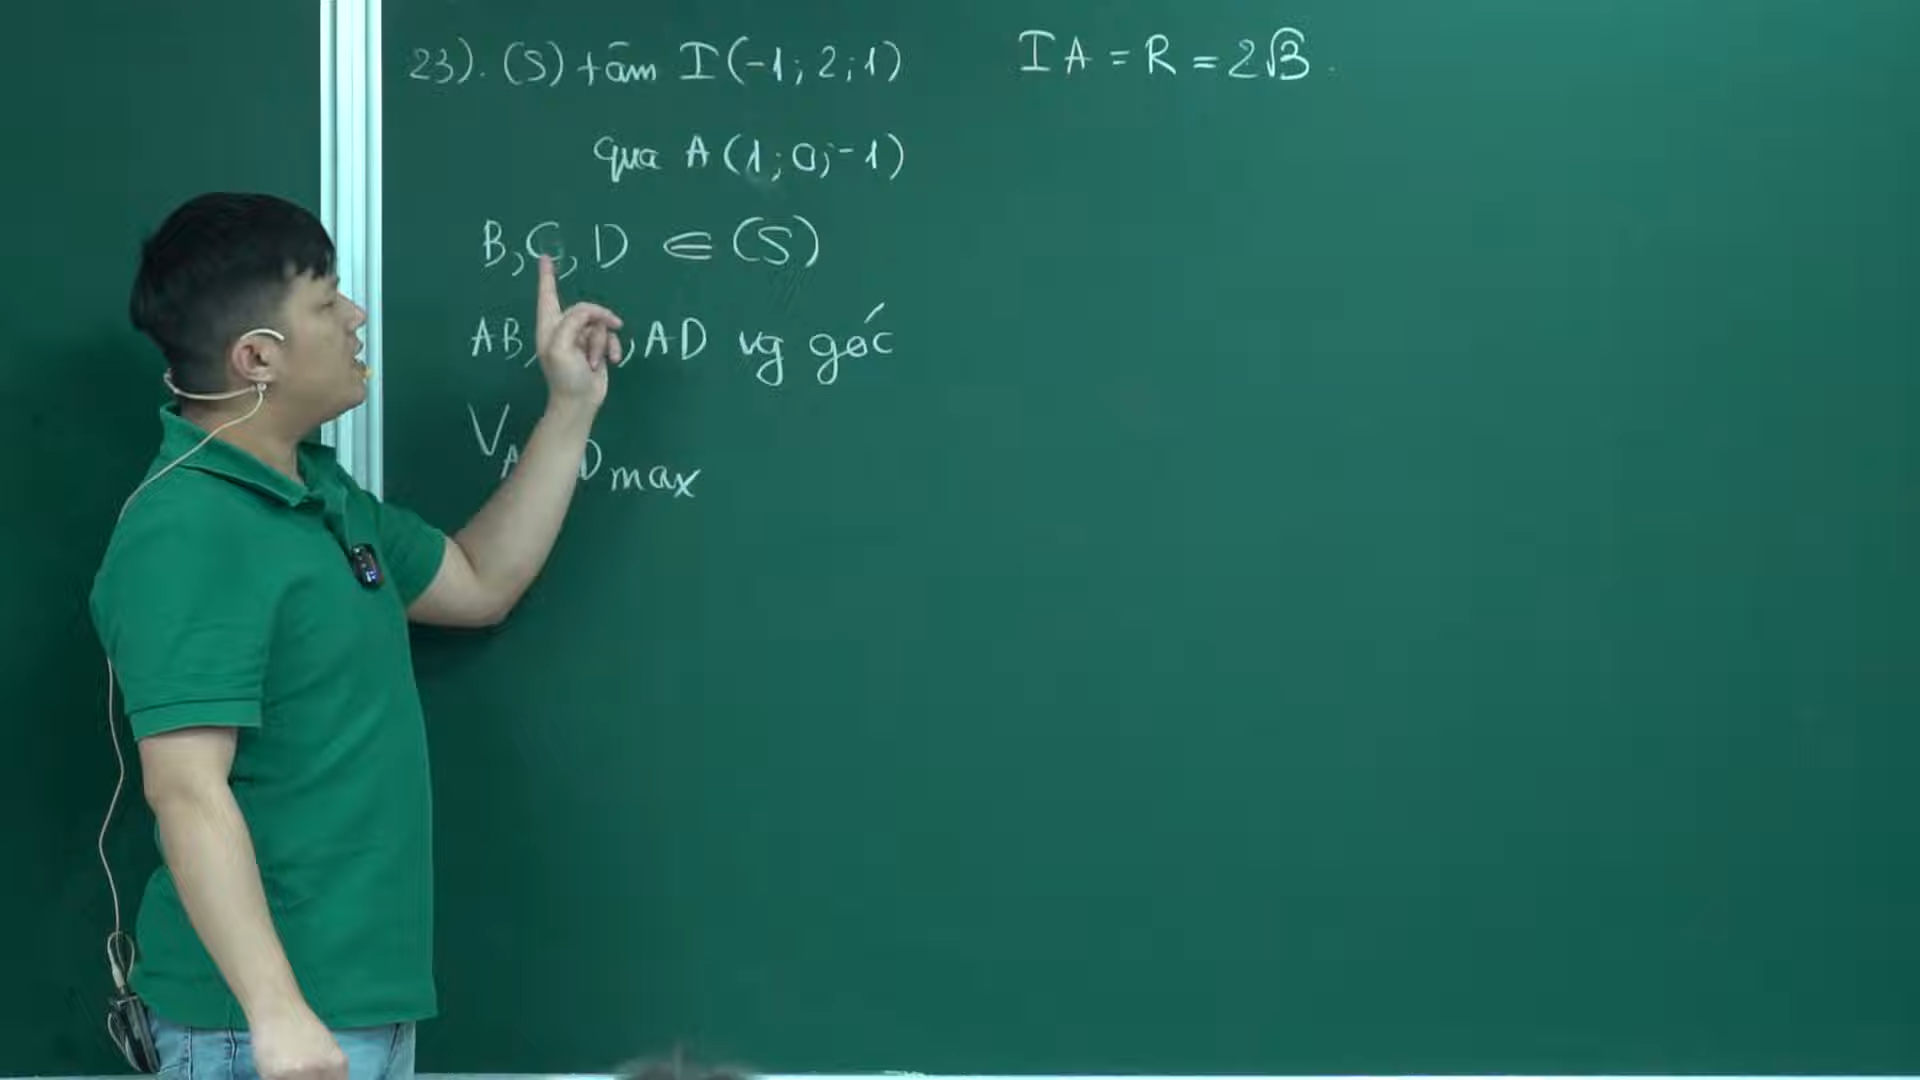 23). (S) tâm I(-1; 2; 1)
IA = R = 2√3.
qua A(1; 0; -1)
B, C, D ∈ (S)
AB, , AD vg góc
V D max